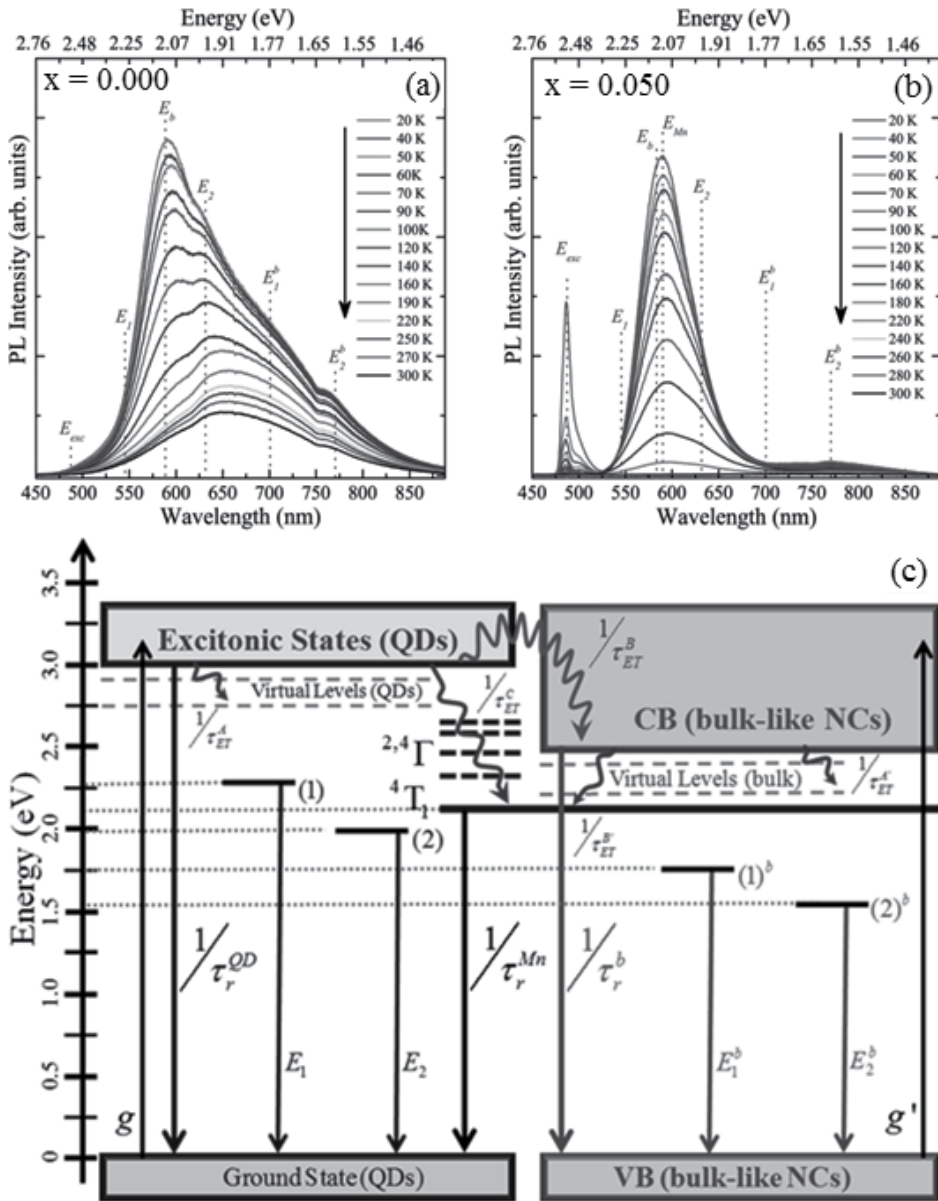 Energy (eV)
2.76 2.48 2.25 2.07 1.91 1.77 1.65 1.55 1.46
x = 0.000
(a)
E_b
E_2
E_1
E_1^b
E_2^b
E_exc
20 K
40 K
50 K
60K
70 K
90 K
100K
120 K
140 K
160 K
190 K
220 K
250 K
270 K
300 K
PL Intensity (arb. units)
450 500 550 600 650 700 750 800 850
Wavelength (nm)
Energy (eV)
2.76 2.48 2.25 2.07 1.91 1.77 1.65 1.55 1.46
x = 0.050
(b)
E_Mn
E_b
E_2
E_exc
E_1
E_1^b
E_2^b
20 K
40 K
50 K
60 K
70 K
80 K
100 K
120 K
140 K
160 K
180 K
220 K
240 K
260 K
280 K
300 K
PL Intensity (arb. units)
450 500 550 600 650 700 750 800 850
Wavelength (nm)
(c)
Energy (eV)
3.5
3.0
2.5
2.0
1.5
1.0
0.5
0
Excitonic States (QDs)
1/τ_ET^B
Virtual Levels (QDs)
1/τ_ET^A
1/τ_ET^C
CB (bulk-like NCs)
2,4Γ
Virtual Levels (bulk)
1/τ_ET^A'
4T_1
(1)
(2)
1/τ_ET^B'
(1)^b
(2)^b
1/τ_r^QD
1/τ_r^Mn
1/τ_r^b
E_1
E_2
E_1^b
E_2^b
g
g'
Ground State (QDs)
VB (bulk-like NCs)